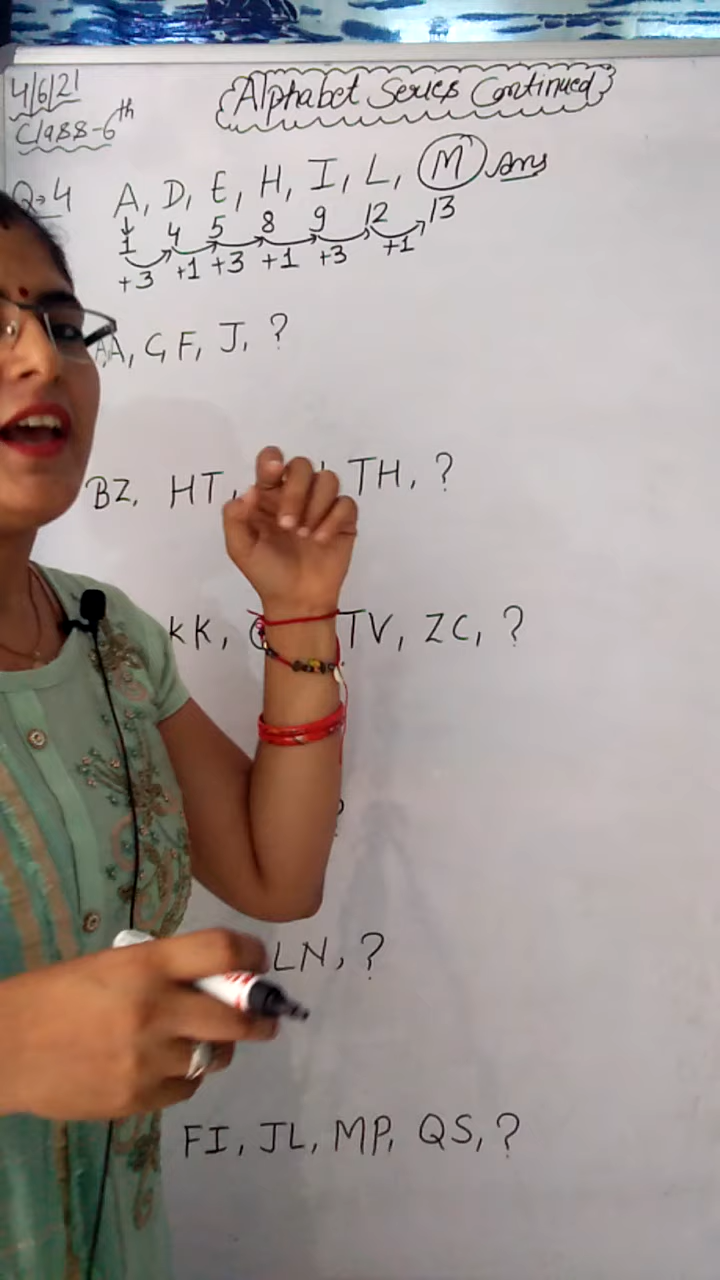 4/6/21
Alphabet Series Continued
Class-6th
Q→4 A, D, E, H, I, L, M Ans
1 4 5 8 9 12 13
+3 +1 +3 +1 +3 +1
AA, C, F, J, ?
BZ, HT, TH, ?
KK, TV, ZC, ?
?
LN, ?
FI, JL, MP, QS, ?